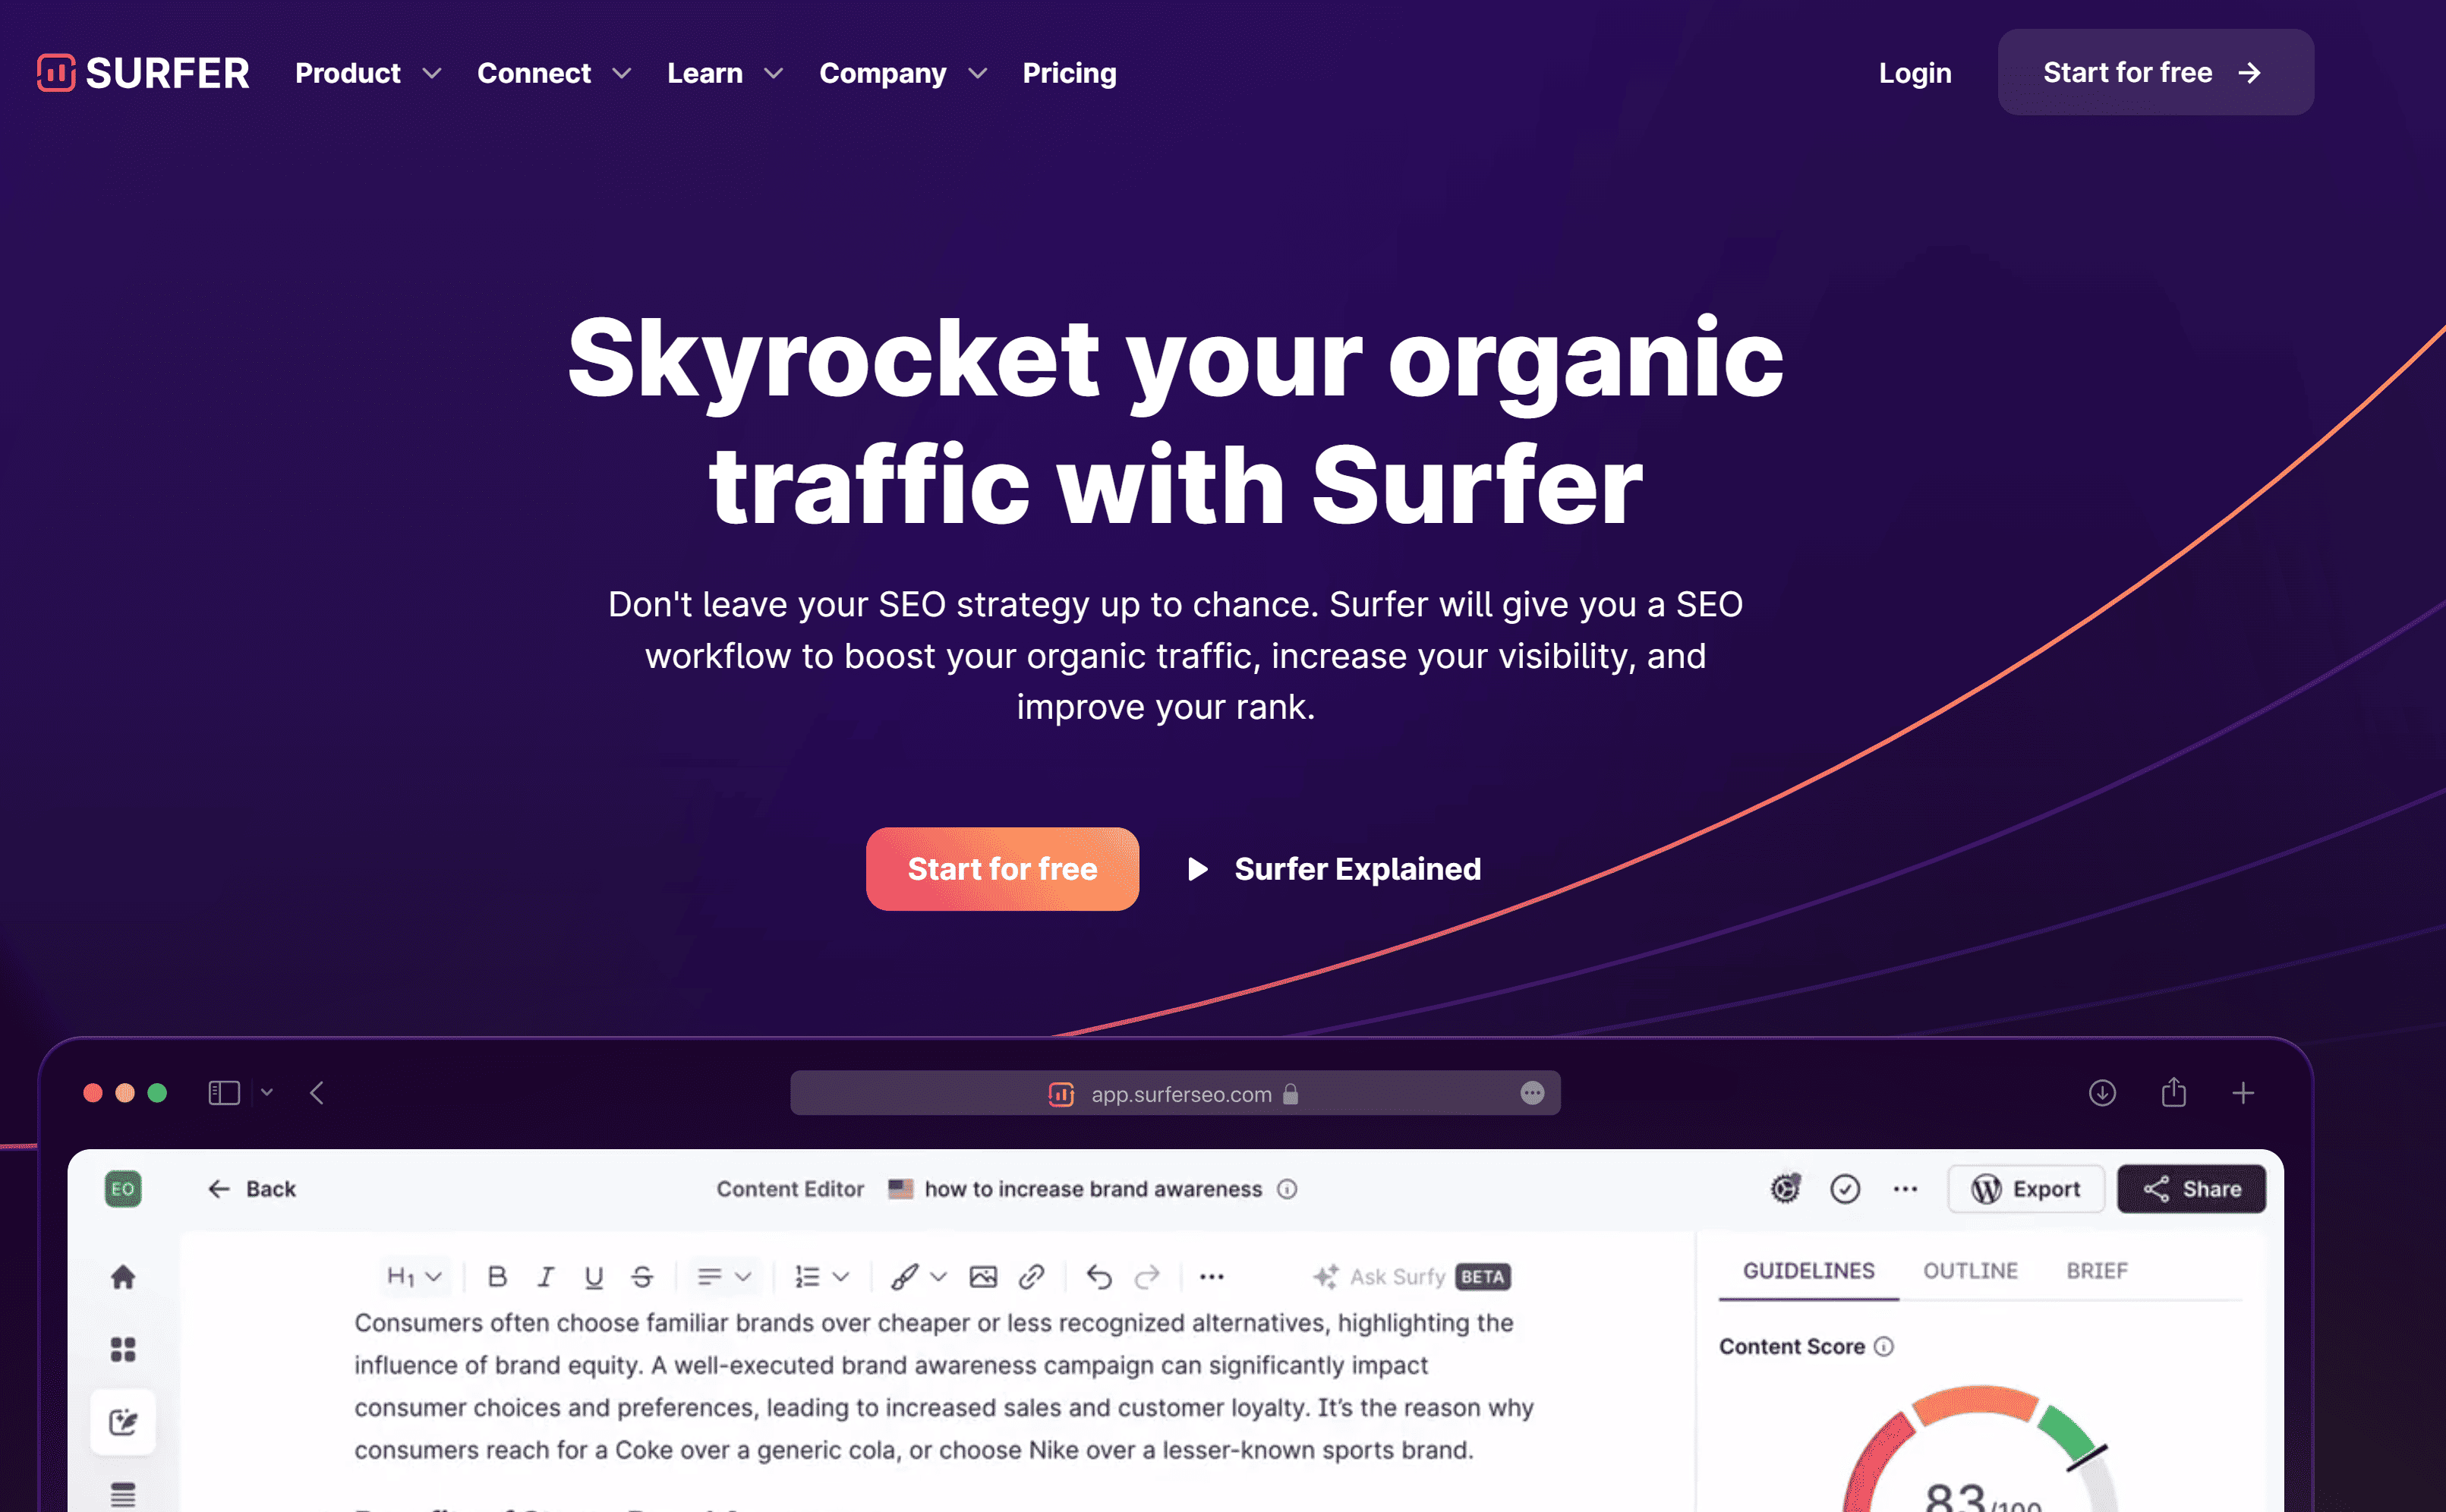 SURFER
Product
Connect
Learn
Company
Pricing
Login
Start for free
Skyrocket your organic
traffic with Surfer
Don't leave your SEO strategy up to chance. Surfer will give you a SEO
workflow to boost your organic traffic, increase your visibility, and
improve your rank.
Start for free
Surfer Explained
app.surferseo.com
EO
Back
Content Editor
how to increase brand awareness
Export
Share
H1
B I U S
Ask Surfy BETA
GUIDELINES
OUTLINE
BRIEF
Consumers often choose familiar brands over cheaper or less recognized alternatives, highlighting the
influence of brand equity. A well-executed brand awareness campaign can significantly impact
consumer choices and preferences, leading to increased sales and customer loyalty. It's the reason why
consumers reach for a Coke over a generic cola, or choose Nike over a lesser-known sports brand.
Content Score
83/100